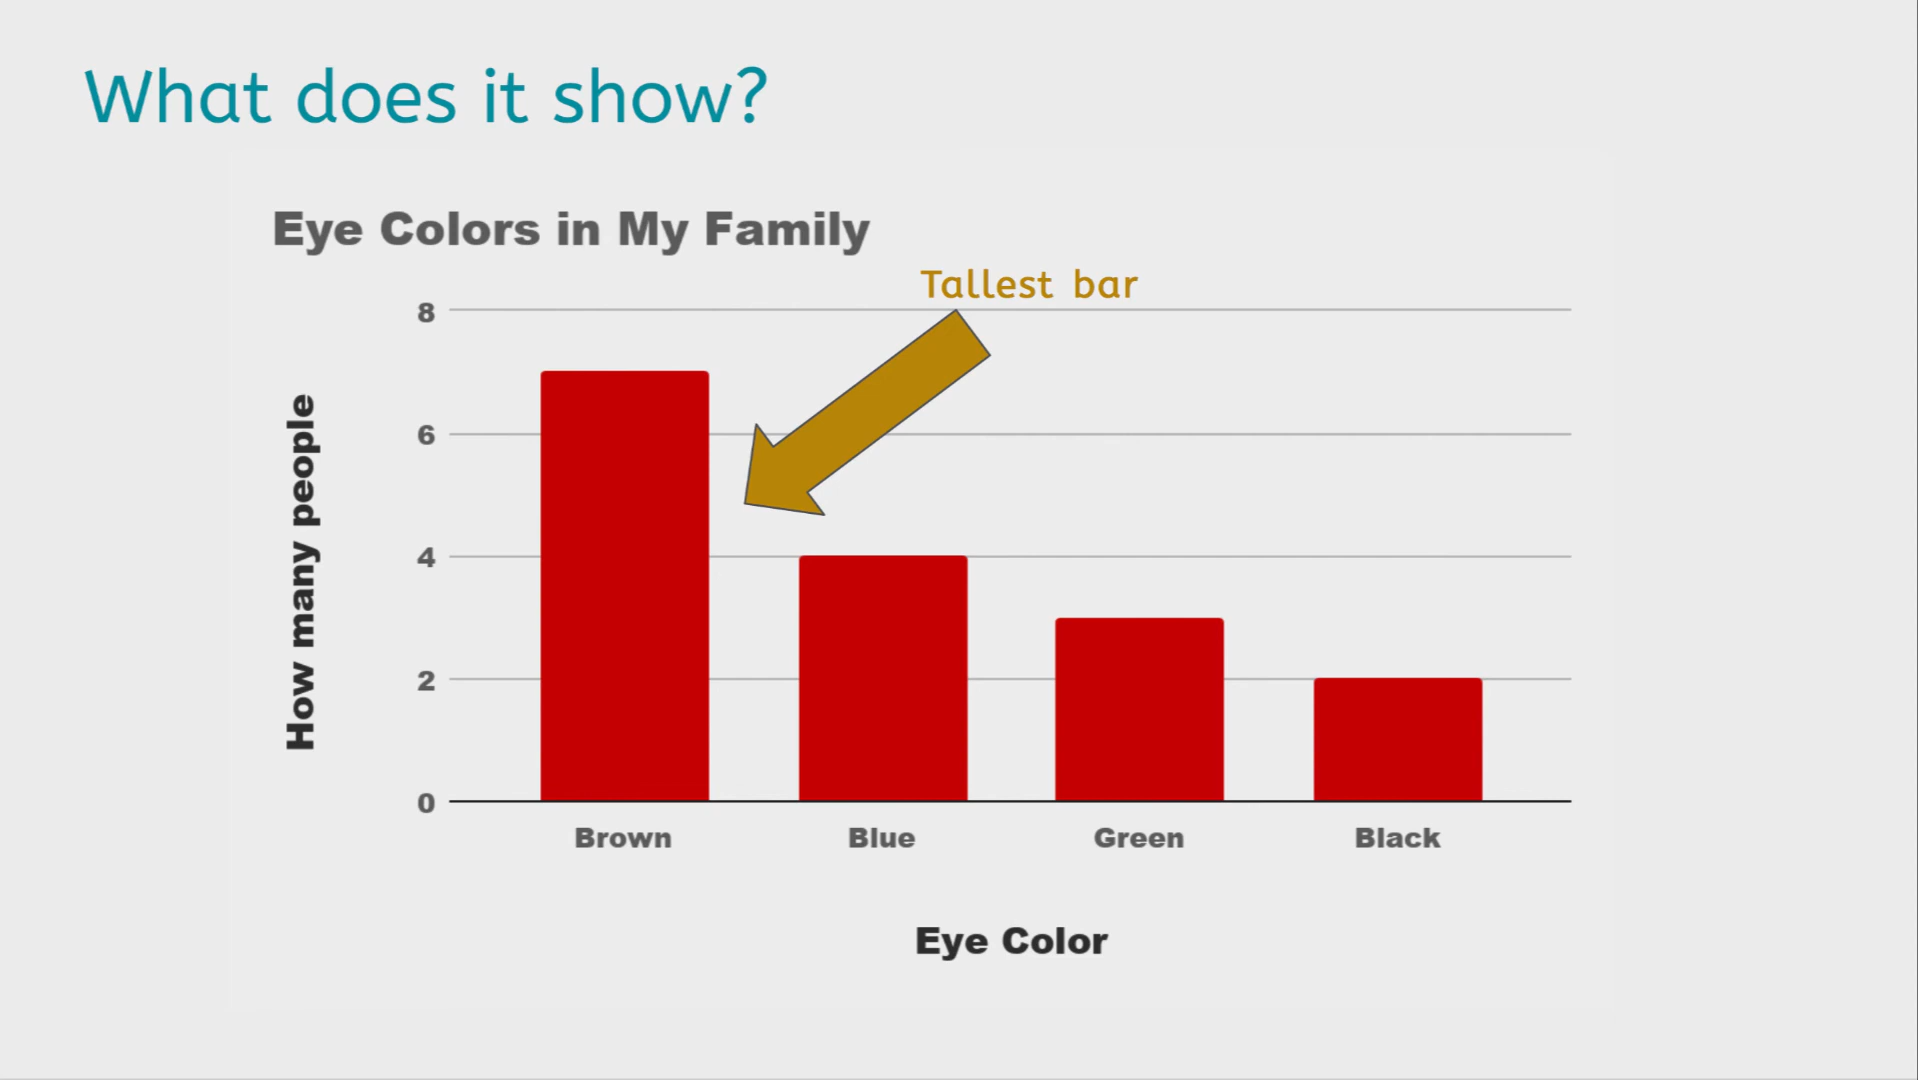 What does it show?
Eye Colors in My Family
Tallest bar
8
6
4
2
0
How many people
Brown
Blue
Green
Black
Eye Color